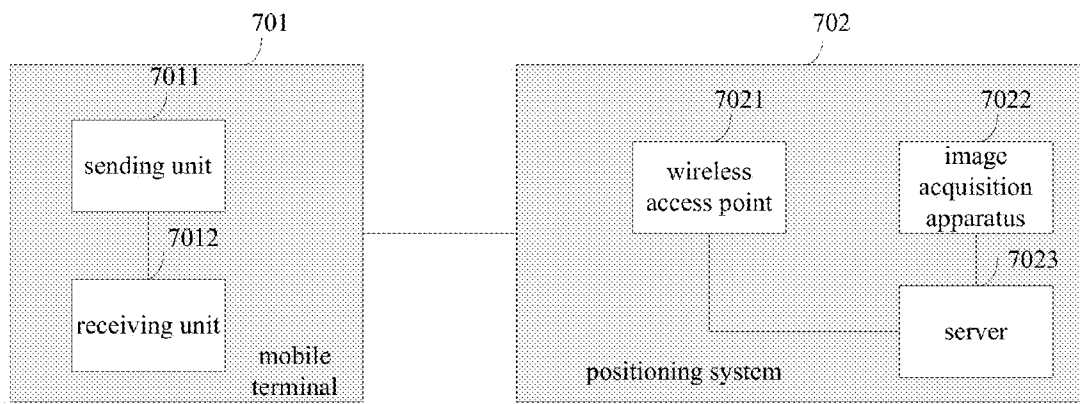 701
7011
sending unit
7012
receiving unit
mobile
terminal
702
7021
wireless
access point
7022
image
acquisition
apparatus
7023
server
positioning system